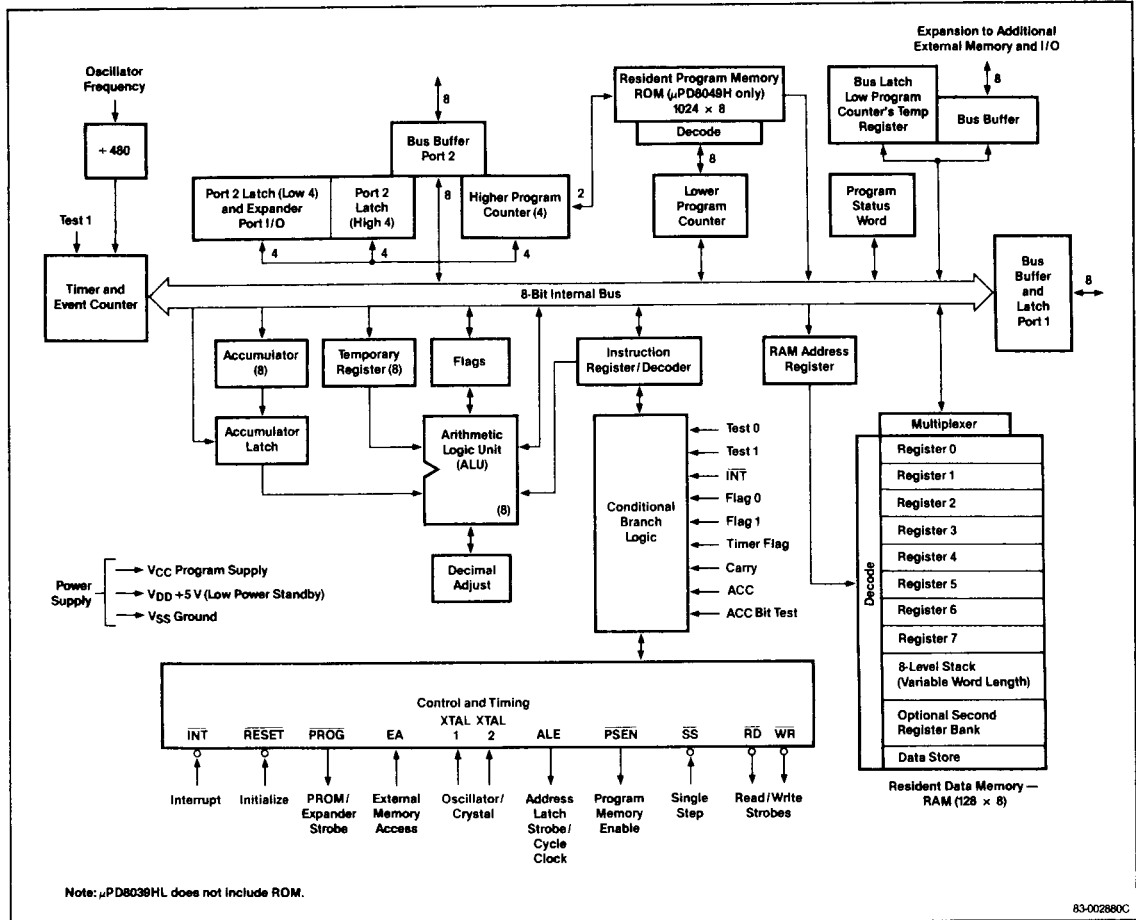 Expansion to Additional
External Memory and I/O
Oscillator
Frequency
8
÷ 480
8
Bus Buffer
Port 2
Resident Program Memory
ROM (μPD8049H only)
1024 × 8
Decode
Bus Latch
Low Program
Counter's Temp
Register
Bus Buffer
Test 1
Port 2 Latch (Low 4)
and Expander
Port I/O
Port 2
Latch
(High 4)
8
Higher Program
Counter (4)
2
8
Lower
Program
Counter
Program
Status
Word
4
4
4
Timer and
Event Counter
8-Bit Internal Bus
Bus
Buffer
and
Latch
Port 1
8
Accumulator
(8)
Temporary
Register (8)
Flags
Instruction
Register/Decoder
RAM Address
Register
Accumulator
Latch
Arithmetic
Logic Unit
(ALU)
(8)
Decimal
Adjust
Conditional
Branch
Logic
Test 0
Test 1
INT
Flag 0
Flag 1
Timer Flag
Carry
ACC
ACC Bit Test
Multiplexer
Decode
Register 0
Register 1
Register 2
Register 3
Register 4
Register 5
Register 6
Register 7
8-Level Stack
(Variable Word Length)
Optional Second
Register Bank
Data Store
Resident Data Memory —
RAM (128 × 8)
Power
Supply
VCC Program Supply
VDD +5 V (Low Power Standby)
VSS Ground
Control and Timing
XTAL XTAL
INT RESET PROG EA 1 2 ALE PSEN SS RD WR
Interrupt
Initialize
PROM/
Expander
Strobe
External
Memory
Access
Oscillator/
Crystal
Address
Latch
Strobe/
Cycle
Clock
Program
Memory
Enable
Single
Step
Read/Write
Strobes
Note: μPD8039HL does not include ROM.
83-002880C